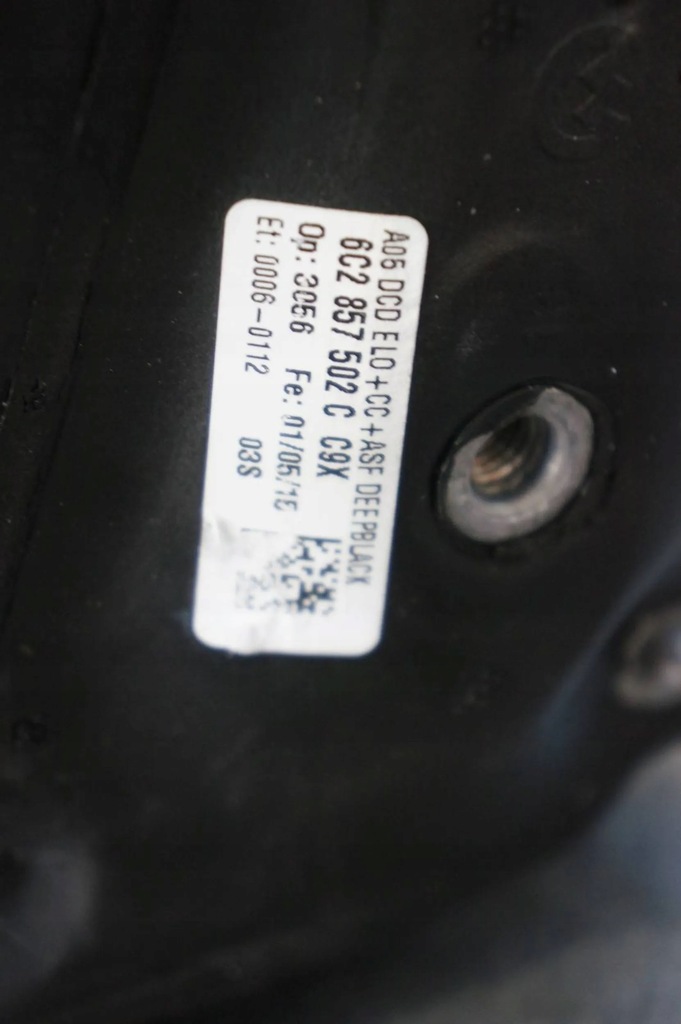 A05 DCD ELO+CC+ASF DEEPBLACK
6C2 857 502 C C9X
Op: 3056 Fe: 01/05/15
Et: 0006-0112 03S